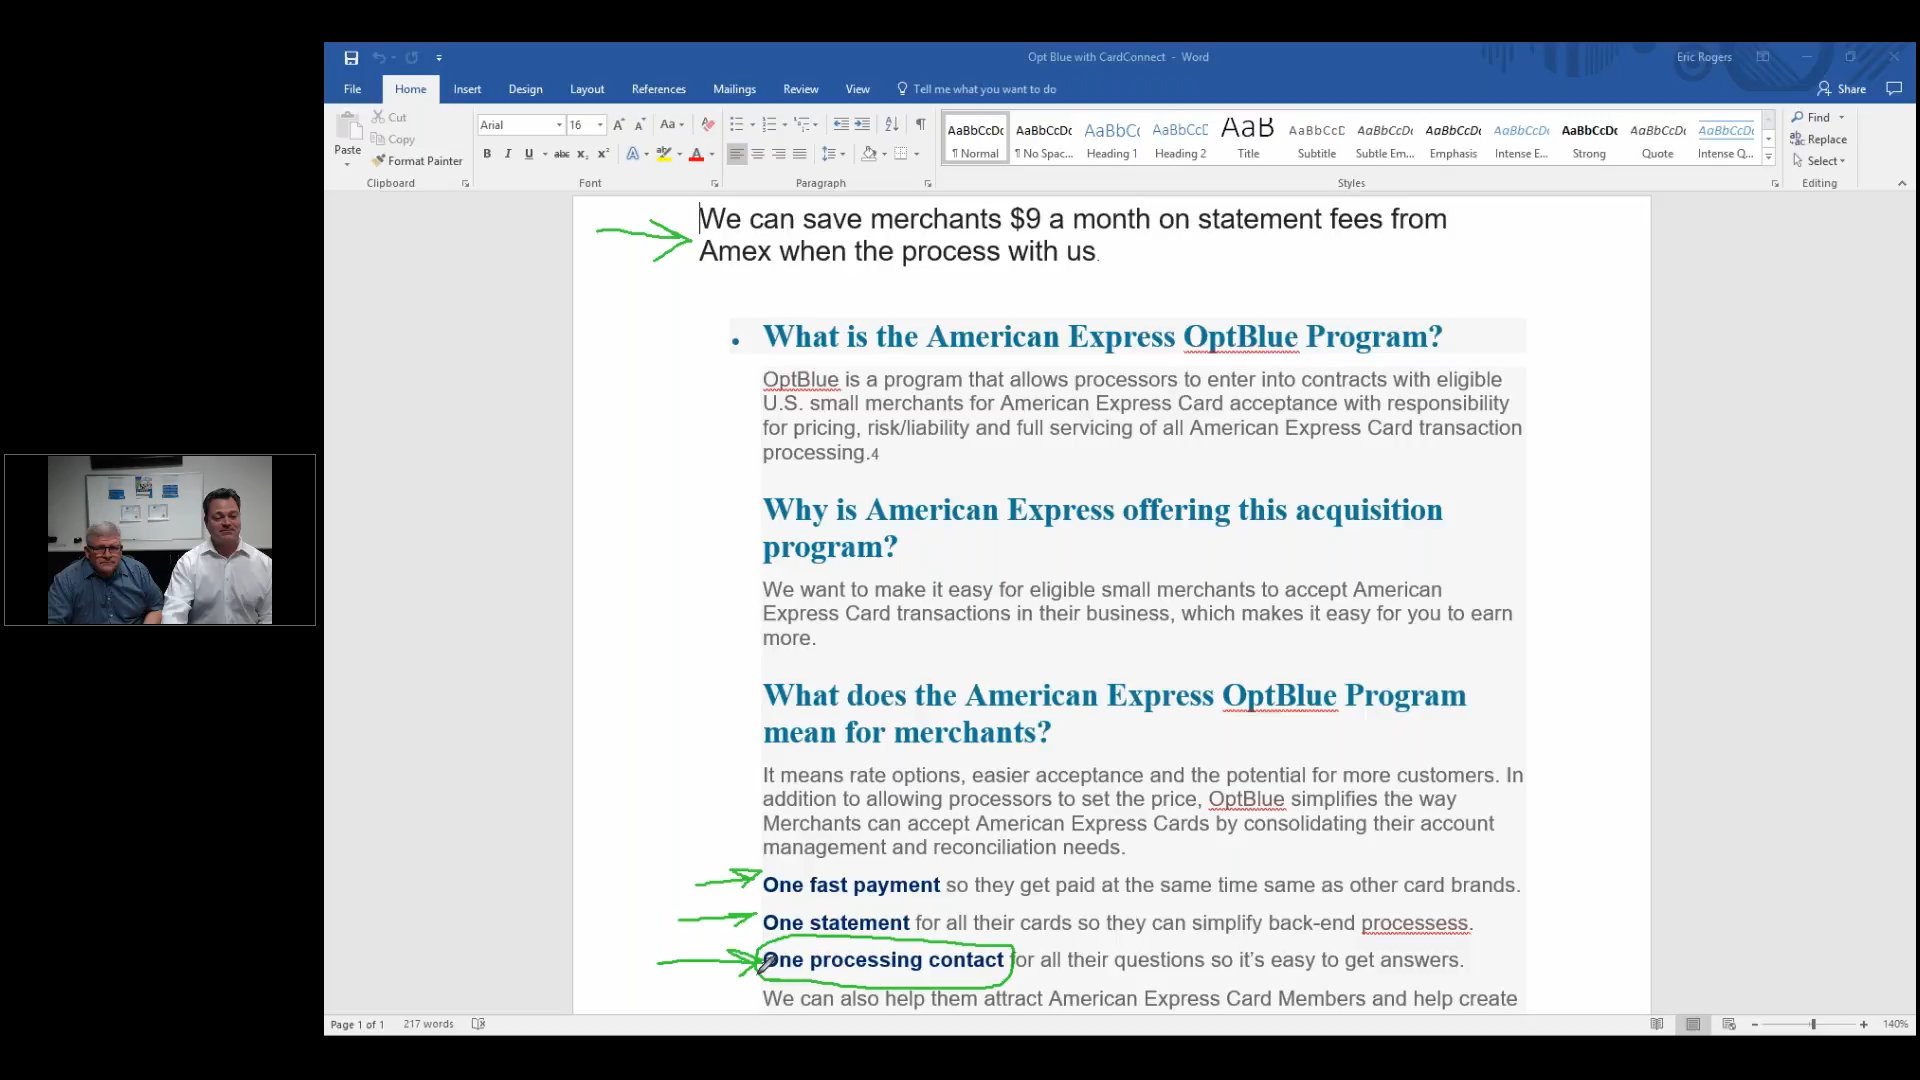 Opt Blue with CardConnect - Word
Eric Rogers
File Home Insert Design Layout References Mailings Review View Tell me what you want to do
Share
Paste
Cut
Copy
Format Painter
Clipboard
Arial 16
Aa
B I U abc X₂ X²
Font
Paragraph
AaBbCcDc AaBbCcDc AaBbCc AaBbCcD AaB AaBbCcD AaBbCcDc AaBbCcDc AaBbCcDc AaBbCcDc AaBbCcDc AaBbCcDc
¶ Normal ¶ No Spac... Heading 1 Heading 2 Title Subtitle Subtle Em... Emphasis Intense E... Strong Quote Intense Q...
Styles
Find
Replace
Select
Editing
We can save merchants $9 a month on statement fees from
Amex when the process with us.
• What is the American Express OptBlue Program?
OptBlue is a program that allows processors to enter into contracts with eligible
U.S. small merchants for American Express Card acceptance with responsibility
for pricing, risk/liability and full servicing of all American Express Card transaction
processing.4
Why is American Express offering this acquisition
program?
We want to make it easy for eligible small merchants to accept American
Express Card transactions in their business, which makes it easy for you to earn
more.
What does the American Express OptBlue Program
mean for merchants?
It means rate options, easier acceptance and the potential for more customers. In
addition to allowing processors to set the price, OptBlue simplifies the way
Merchants can accept American Express Cards by consolidating their account
management and reconciliation needs.
One fast payment so they get paid at the same time same as other card brands.
One statement for all their cards so they can simplify back-end processess.
One processing contact for all their questions so it's easy to get answers.
We can also help them attract American Express Card Members and help create
Page 1 of 1 217 words
140%